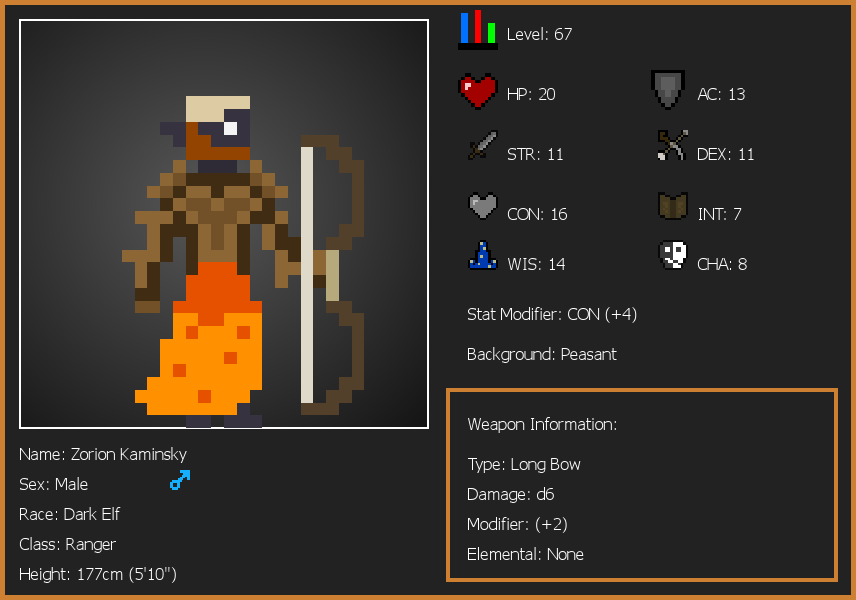 Level: 67
HP: 20
AC: 13
STR: 11
DEX: 11
CON: 16
INT: 7
WIS: 14
CHA: 8
Stat Modifier: CON (+4)
Background: Peasant
Weapon Information:
Type: Long Bow
Damage: d6
Modifier: (+2)
Elemental: None
Name: Zorion Kaminsky
Sex: Male
Race: Dark Elf
Class: Ranger
Height: 177cm (5'10")